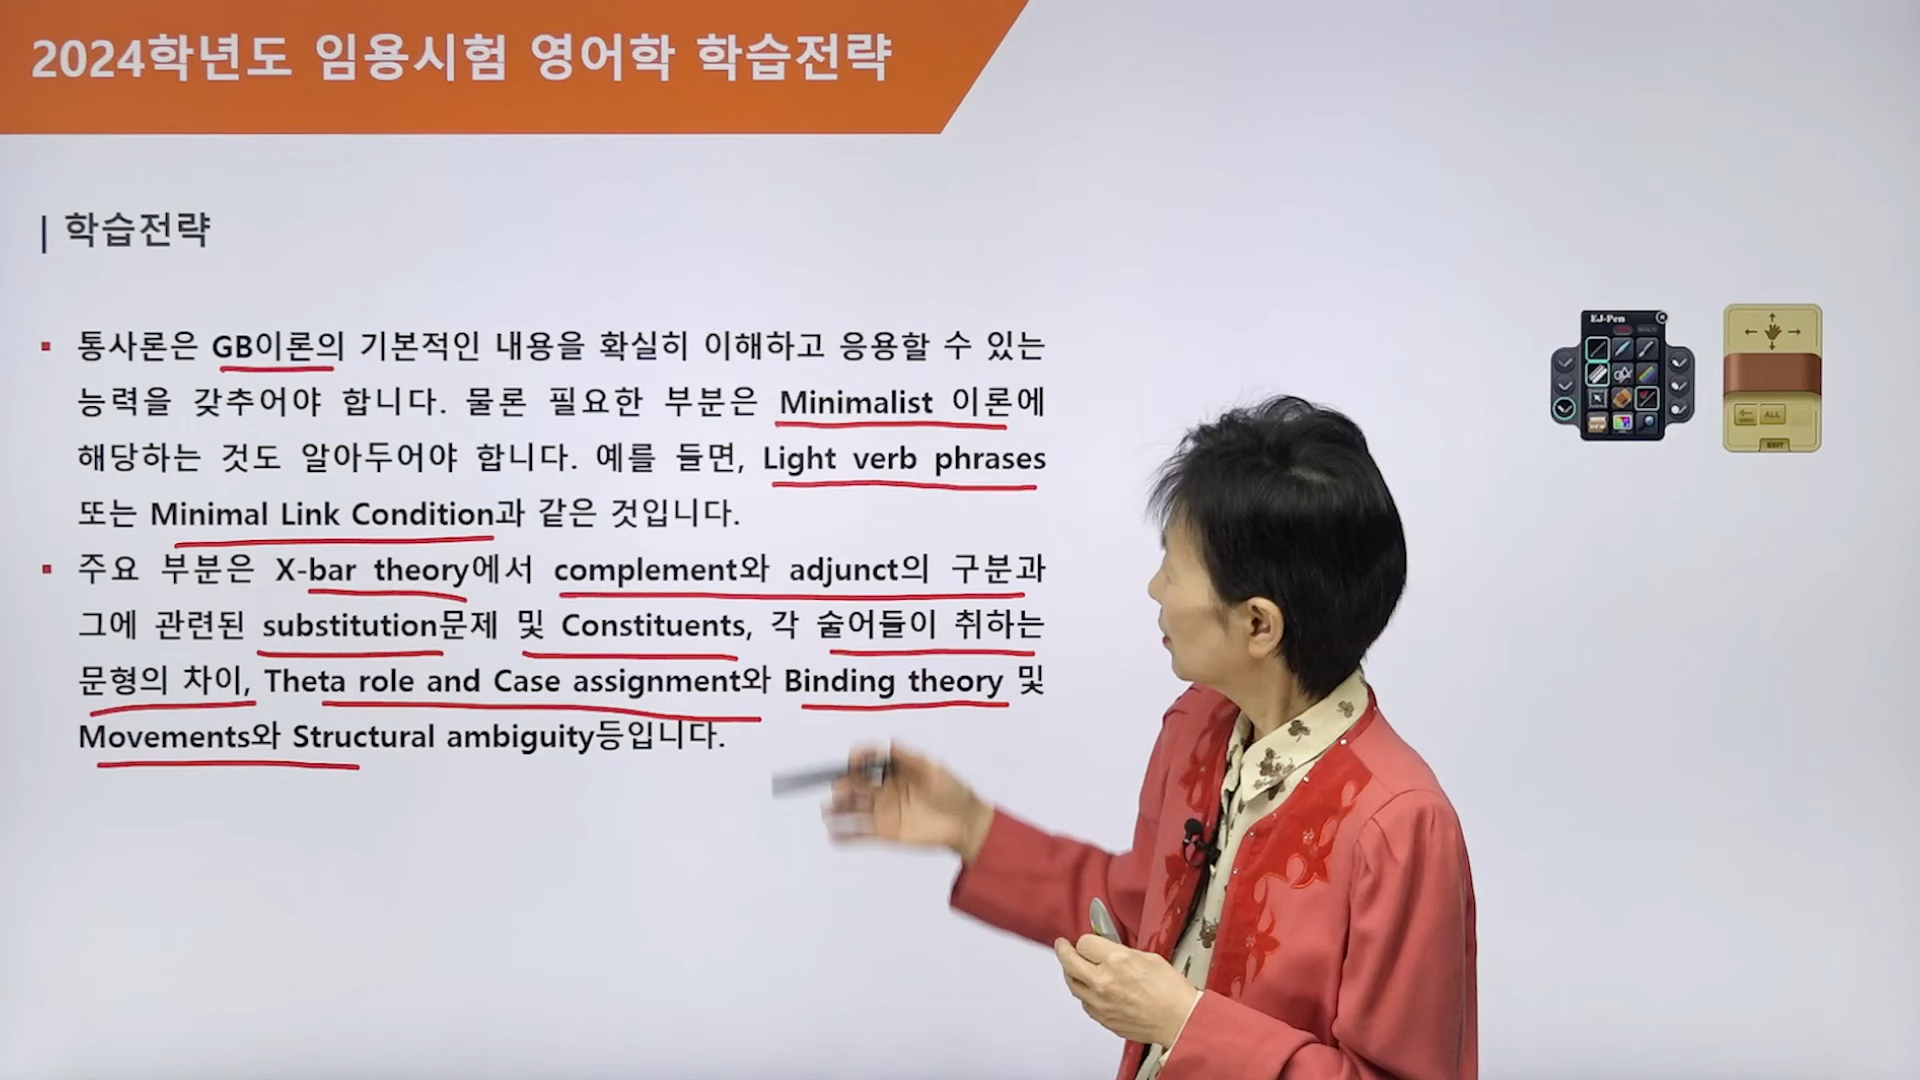 2024학년도 임용시험 영어학 학습전략
| 학습전략
▪ 통사론은 GB이론의 기본적인 내용을 확실히 이해하고 응용할 수 있는
능력을 갖추어야 합니다. 물론 필요한 부분은 Minimalist 이론에
해당하는 것도 알아두어야 합니다. 예를 들면, Light verb phrases
또는 Minimal Link Condition과 같은 것입니다.
▪ 주요 부분은 X-bar theory에서 complement와 adjunct의 구분과
그에 관련된 substitution문제 및 Constituents, 각 술어들이 취하는
문형의 차이, Theta role and Case assignment와 Binding theory 및
Movements와 Structural ambiguity등입니다.
EJ-Pen
ALL
EXIT